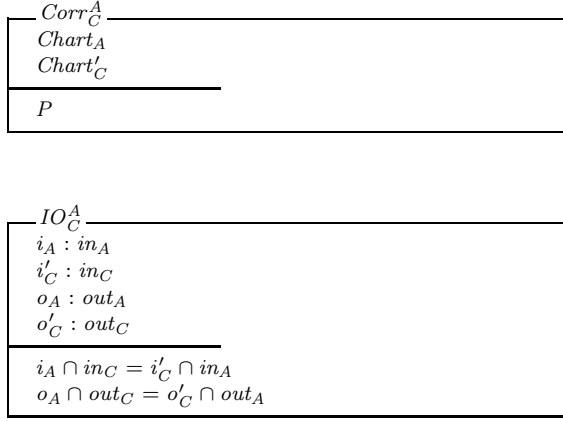 Corr^A_C
Chart_A
Chart′_C
P
IO^A_C
i_A : in_A
i′_C : in_C
o_A : out_A
o′_C : out_C
i_A ∩ in_C = i′_C ∩ in_A
o_A ∩ out_C = o′_C ∩ out_A